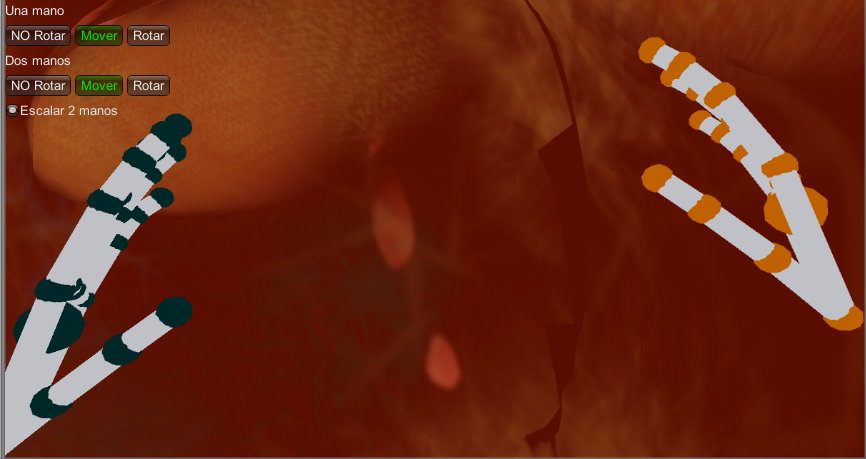 Una mano
NO Rotar Mover Rotar
Dos manos
NO Rotar Mover Rotar
Escalar 2 manos